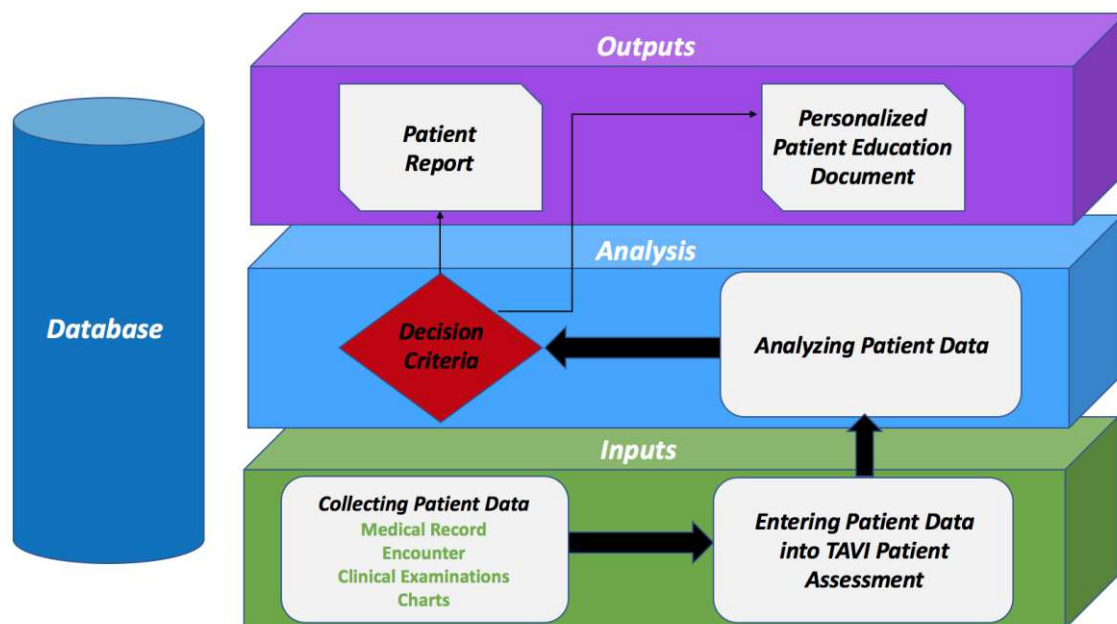 Outputs
Patient
Report
Personalized
Patient Education
Document
Database
Analysis
Decision
Criteria
Analyzing Patient Data
Inputs
Collecting Patient Data
Medical Record
Encounter
Clinical Examinations
Charts
Entering Patient Data
into TAVI Patient
Assessment